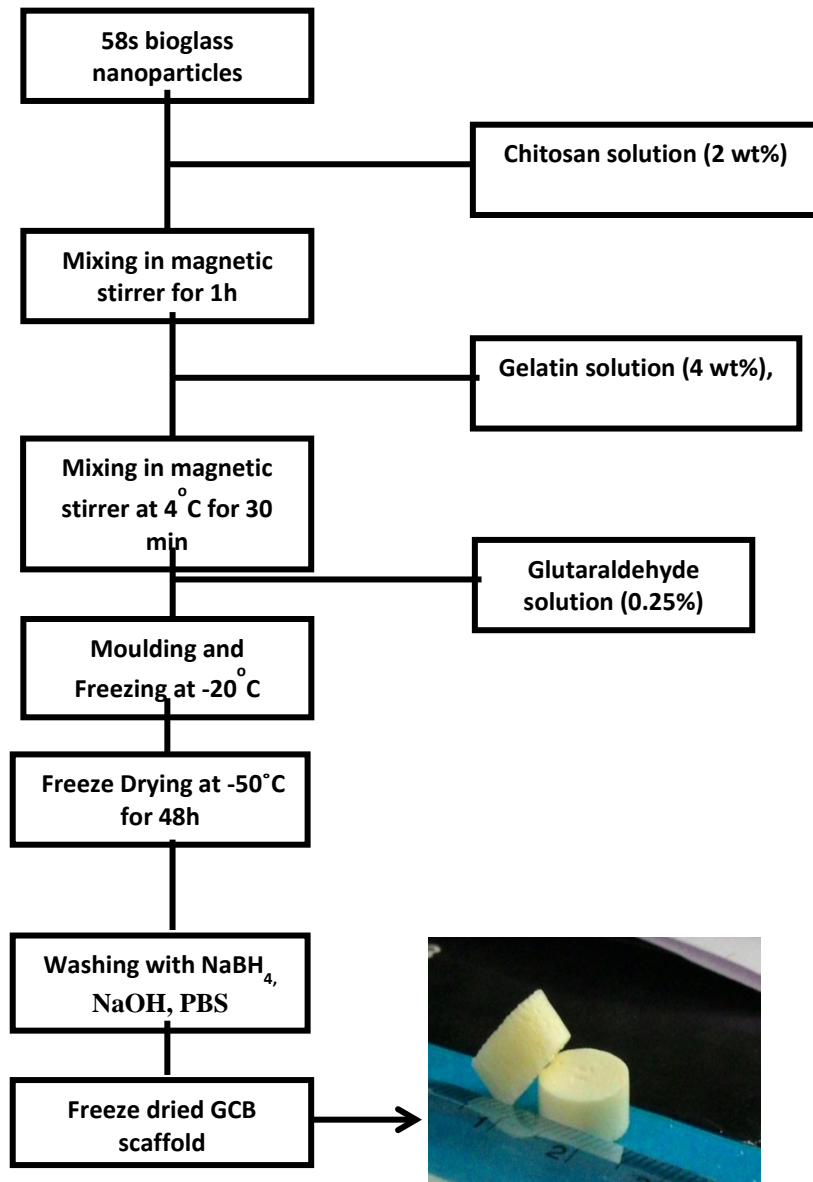 58s bioglass
nanoparticles
Chitosan solution (2 wt%)
Mixing in magnetic
stirrer for 1h
Gelatin solution (4 wt%),
Mixing in magnetic
stirrer at 4°C for 30
min
Glutaraldehyde
solution (0.25%)
Moulding and
Freezing at -20°C
Freeze Drying at -50°C
for 48h
Washing with NaBH4,
NaOH, PBS
Freeze dried GCB
scaffold
1
2